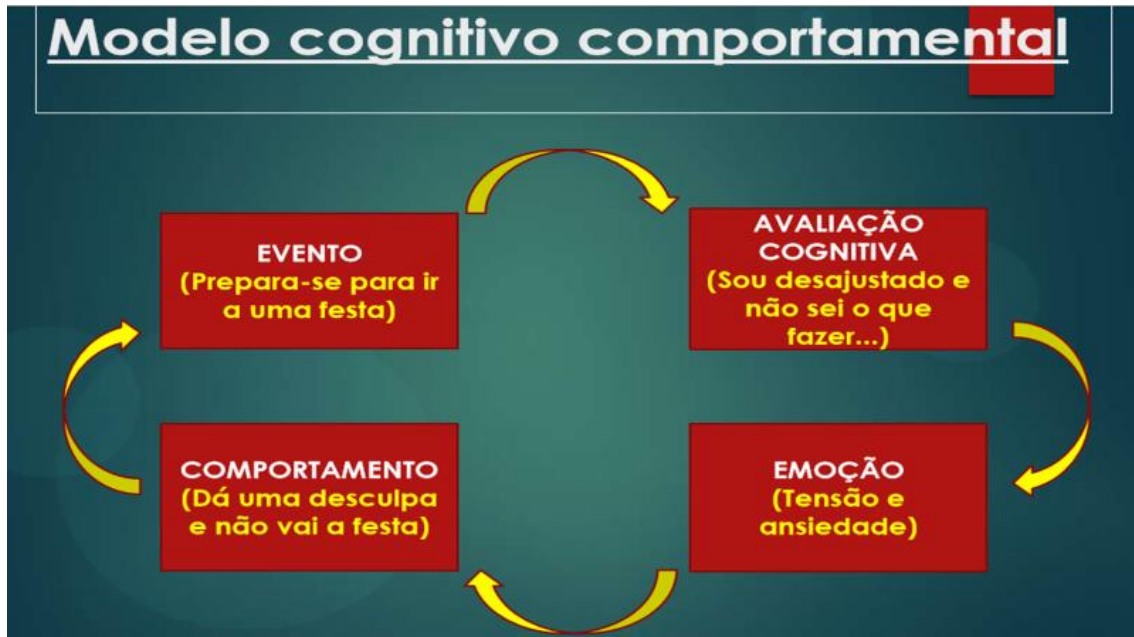 Modelo cognitivo comportamental
EVENTO
(Prepara-se para ir
a uma festa)
AVALIAÇÃO
COGNITIVA
(Sou desajustado e
não sei o que
fazer...)
COMPORTAMENTO
(Dá uma desculpa
e não vai a festa)
EMOÇÃO
(Tensão e
ansiedade)